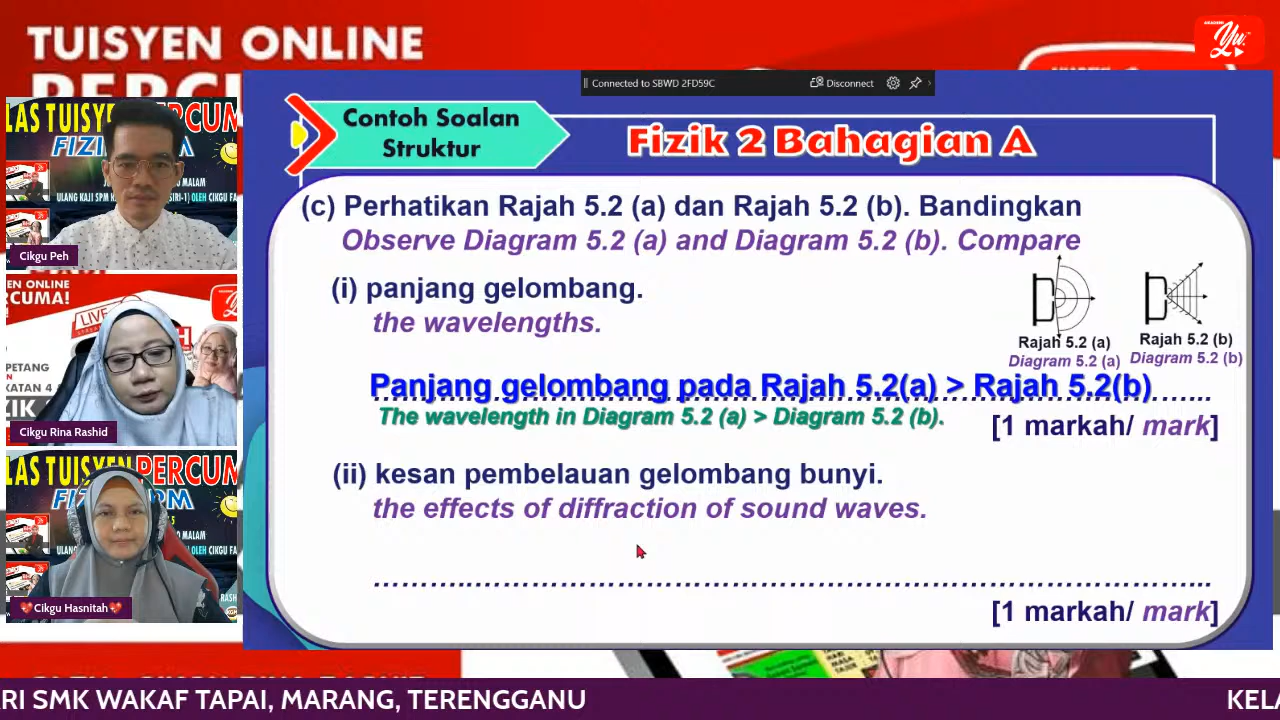 TUISYEN ONLINE
Connected to SBWD 2FD59C
Disconnect
Contoh Soalan
Struktur
Fizik 2 Bahagian A
(c) Perhatikan Rajah 5.2 (a) dan Rajah 5.2 (b). Bandingkan
Observe Diagram 5.2 (a) and Diagram 5.2 (b). Compare
(i) panjang gelombang.
the wavelengths.
Rajah 5.2 (a)
Diagram 5.2 (a)
Rajah 5.2 (b)
Diagram 5.2 (b)
Panjang gelombang pada Rajah 5.2(a) > Rajah 5.2(b)
The wavelength in Diagram 5.2 (a) > Diagram 5.2 (b).
[1 markah/ mark]
(ii) kesan pembelauan gelombang bunyi.
the effects of diffraction of sound waves.
[1 markah/ mark]
Cikgu Peh
Cikgu Rina Rashid
Cikgu Hasnitah
RI SMK WAKAF TAPAI, MARANG, TERENGGANU
KELA